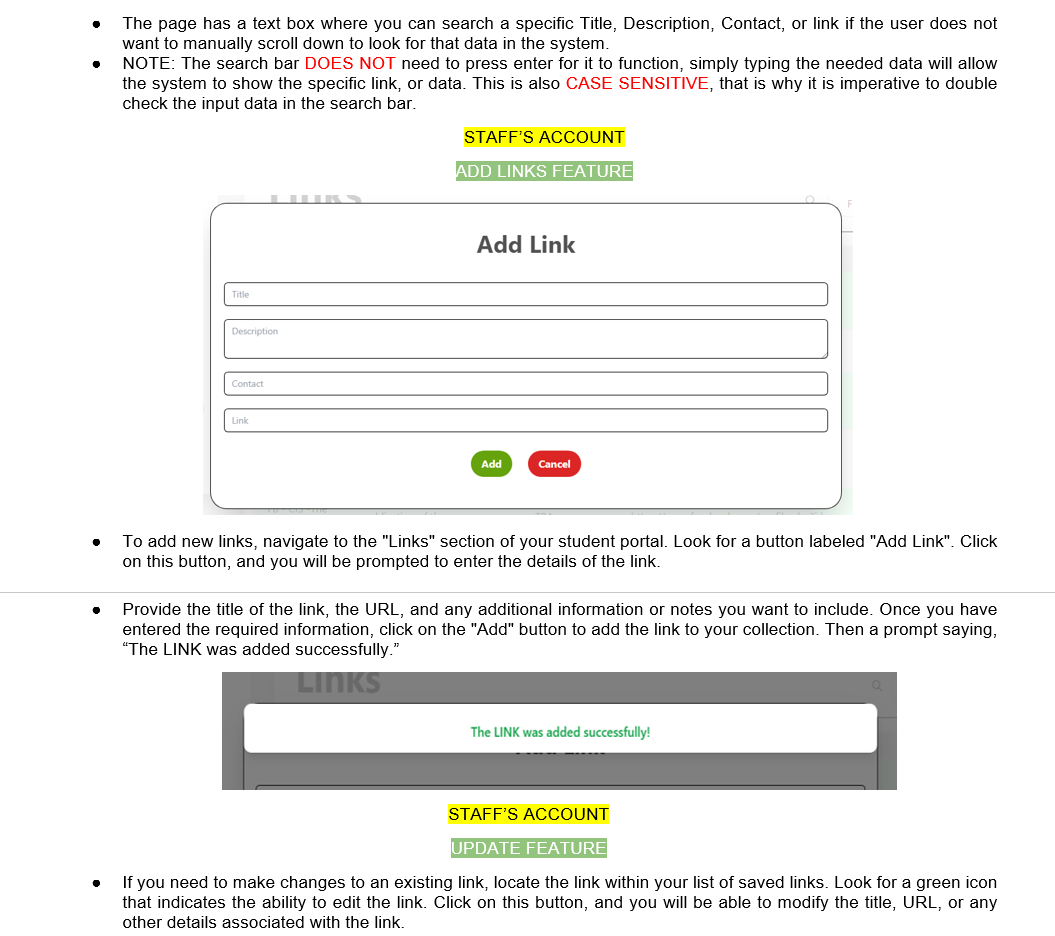 ● The page has a text box where you can search a specific Title, Description, Contact, or link if the user does not
want to manually scroll down to look for that data in the system.
● NOTE: The search bar DOES NOT need to press enter for it to function, simply typing the needed data will allow
the system to show the specific link, or data. This is also CASE SENSITIVE, that is why it is imperative to double
check the input data in the search bar.
STAFF'S ACCOUNT
ADD LINKS FEATURE
Links
Add Link
Title
Description
Contact
Link
Add Cancel
● To add new links, navigate to the "Links" section of your student portal. Look for a button labeled "Add Link". Click
on this button, and you will be prompted to enter the details of the link.
● Provide the title of the link, the URL, and any additional information or notes you want to include. Once you have
entered the required information, click on the "Add" button to add the link to your collection. Then a prompt saying,
“The LINK was added successfully.”
Links
The LINK was added successfully!
STAFF'S ACCOUNT
UPDATE FEATURE
● If you need to make changes to an existing link, locate the link within your list of saved links. Look for a green icon
that indicates the ability to edit the link. Click on this button, and you will be able to modify the title, URL, or any
other details associated with the link.